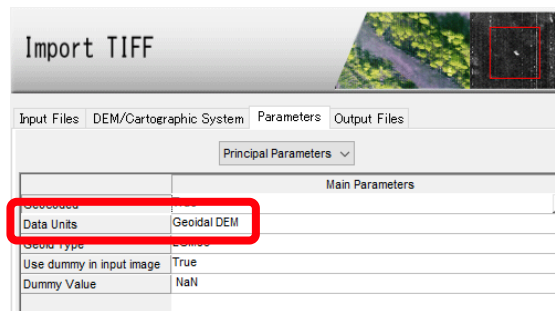 Import TIFF
Input Files DEM/Cartographic System Parameters Output Files
Principal Parameters
Main Parameters
Data Units Geoidal DEM
Use dummy in input image True
Dummy Value NaN